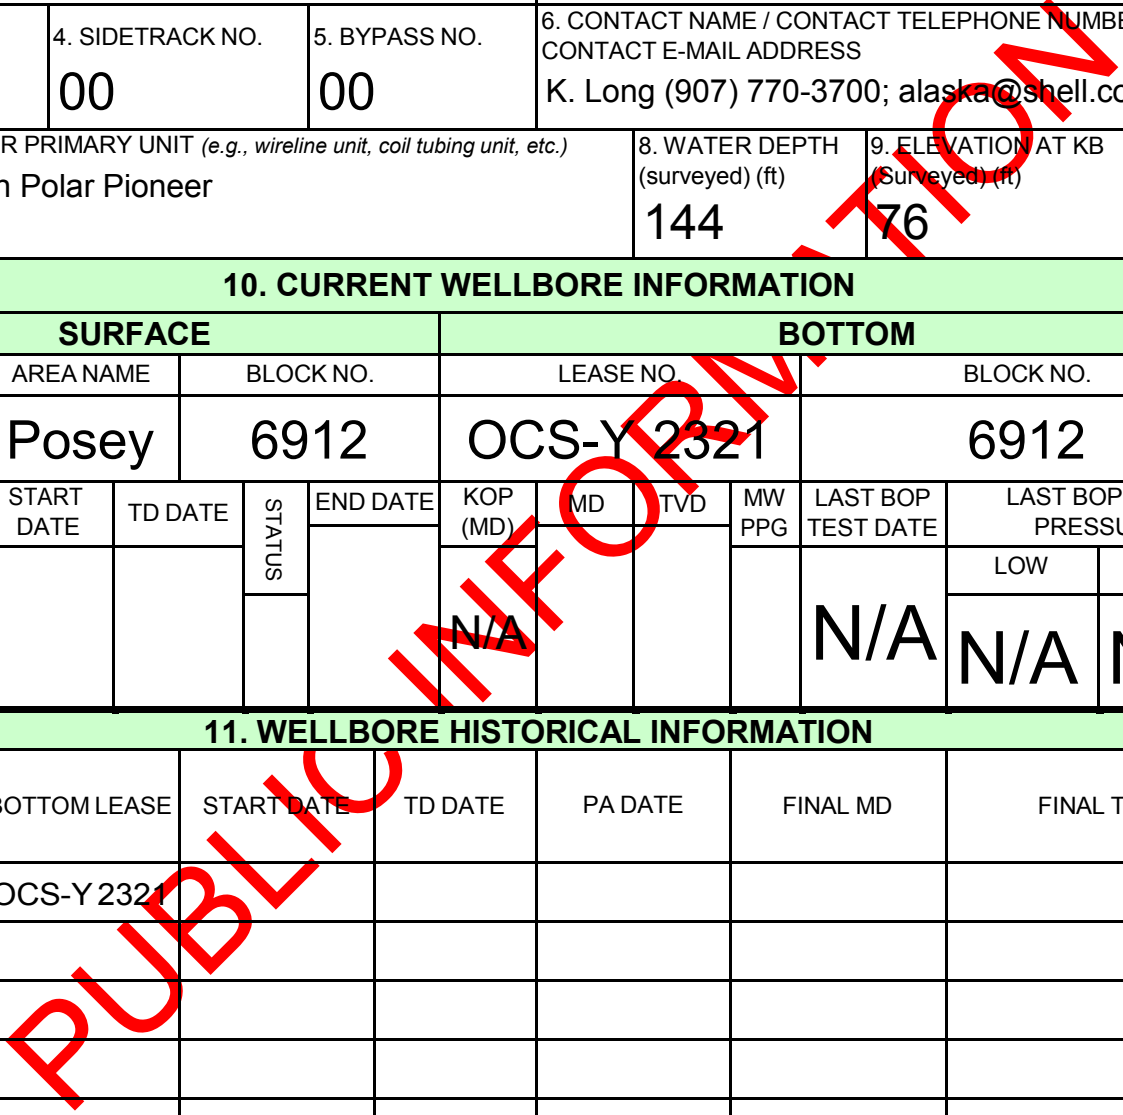 4. SIDETRACK NO.
00
5. BYPASS NO.
00
6. CONTACT NAME / CONTACT TELEPHONE
CONTACT E-MAIL ADDRESS
K. Long (907) 770-3700;
PRIMARY UNIT (e.g., wireline unit, coil tubing unit, etc.)
Polar Pioneer
8. WATER DEPTH
(surveyed) (ft)
144
9. ELEVATION AT KB
(Surveyed) (ft)
76
10. CURRENT WELLBORE INFORMATION
SURFACE
BOTTOM
AREA NAME
BLOCK NO.
LEASE NO.
BLOCK NO.
Posey
6912
OCS-Y 2321
6912
START
DATE
TD DATE
STATUS
END DATE
KOP
(MD)
MD
TVD
MW
PPG
LAST BOP
TEST DATE
LAST BOP
LOW
N/A
N/A
N/A
11. WELLBORE HISTORICAL INFORMATION
BOTTOM LEASE
START DATE
TD DATE
PA DATE
FINAL MD
FINAL
OCS-Y 2321
PUBLIC INFORMATION